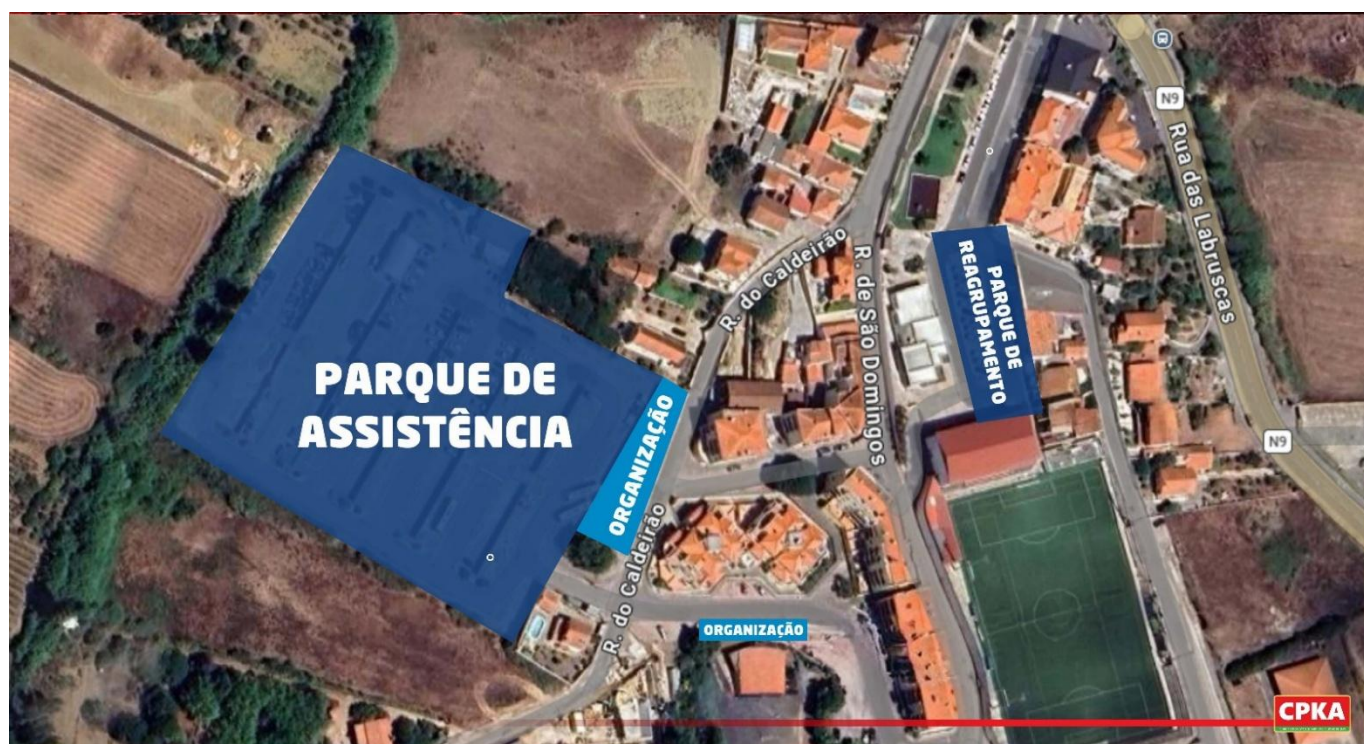 N9
Rua das Labruscas
R. do Caldeirão
R. de São Domingos
PARQUE DE
REAGRUPAMENTO
PARQUE DE
ASSISTÊNCIA
ORGANIZAÇÃO
N9
R. do Caldeirão
ORGANIZAÇÃO
CPKA